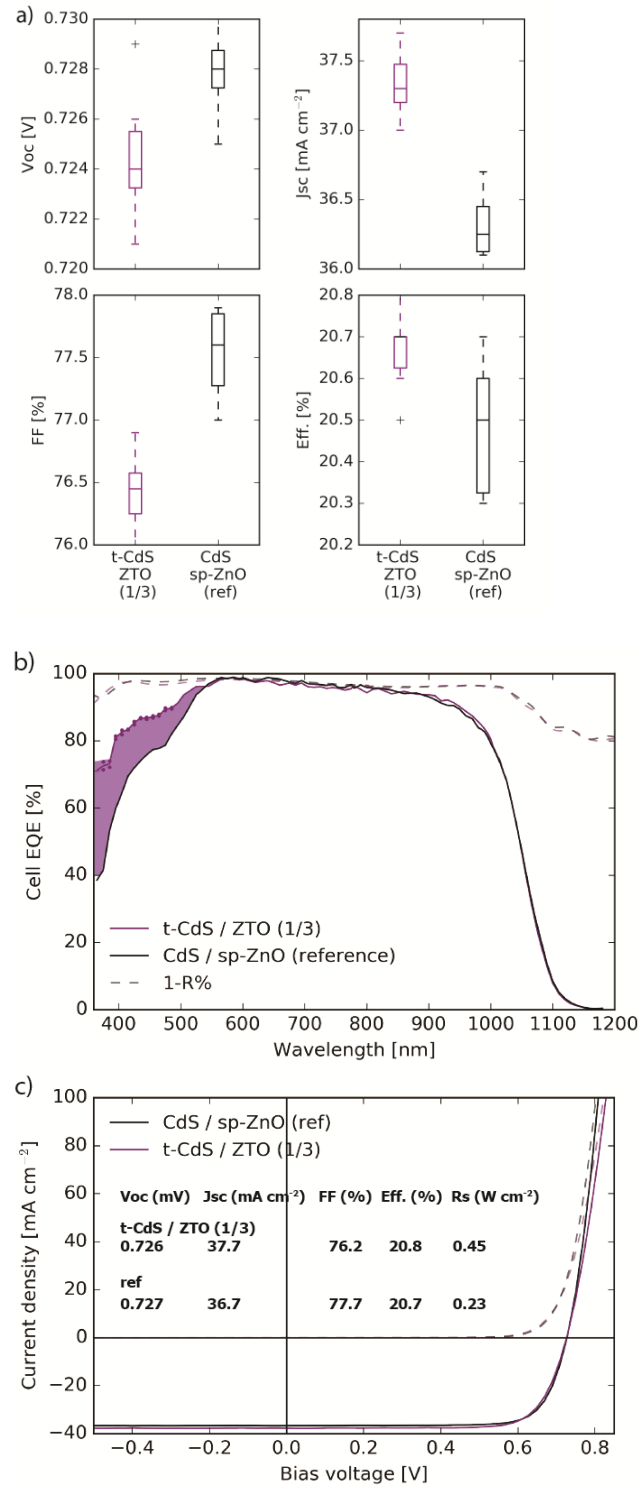 a)
0.730
0.728
0.726
0.724
0.722
0.720
Voc [V]
37.5
37.0
36.5
36.0
Jsc [mA cm⁻²]
78.0
77.5
77.0
76.5
76.0
FF [%]
t-CdS
ZTO
(1/3)
CdS
sp-ZnO
(ref)
20.8
20.7
20.6
20.5
20.4
20.3
20.2
Eff. [%]
t-CdS
ZTO
(1/3)
CdS
sp-ZnO
(ref)
b)
100
80
60
40
20
0
Cell EQE [%]
t-CdS / ZTO (1/3)
CdS / sp-ZnO (reference)
1-R%
400 500 600 700 800 900 1000 1100 1200
Wavelength [nm]
c)
100
80
60
40
20
0
−20
−40
Current density [mA cm⁻²]
CdS / sp-ZnO (ref)
t-CdS / ZTO (1/3)
Voc (mV) Jsc (mA cm⁻²) FF (%) Eff. (%) Rs (W cm⁻²)
t-CdS / ZTO (1/3)
0.726 37.7 76.2 20.8 0.45
ref
0.727 36.7 77.7 20.7 0.23
−0.4 −0.2 0.0 0.2 0.4 0.6 0.8
Bias voltage [V]